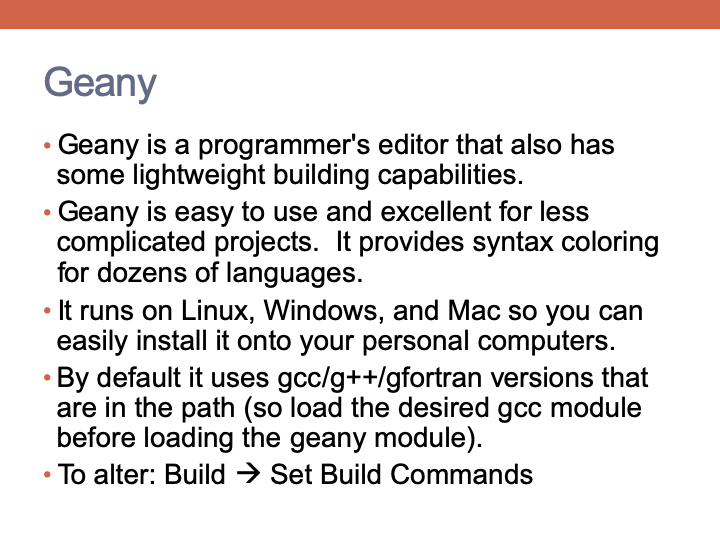 Geany
• Geany is a programmer's editor that also has
some lightweight building capabilities.
• Geany is easy to use and excellent for less
complicated projects.  It provides syntax coloring
for dozens of languages.
• It runs on Linux, Windows, and Mac so you can
easily install it onto your personal computers.
• By default it uses gcc/g++/gfortran versions that
are in the path (so load the desired gcc module
before loading the geany module).
• To alter: Build → Set Build Commands